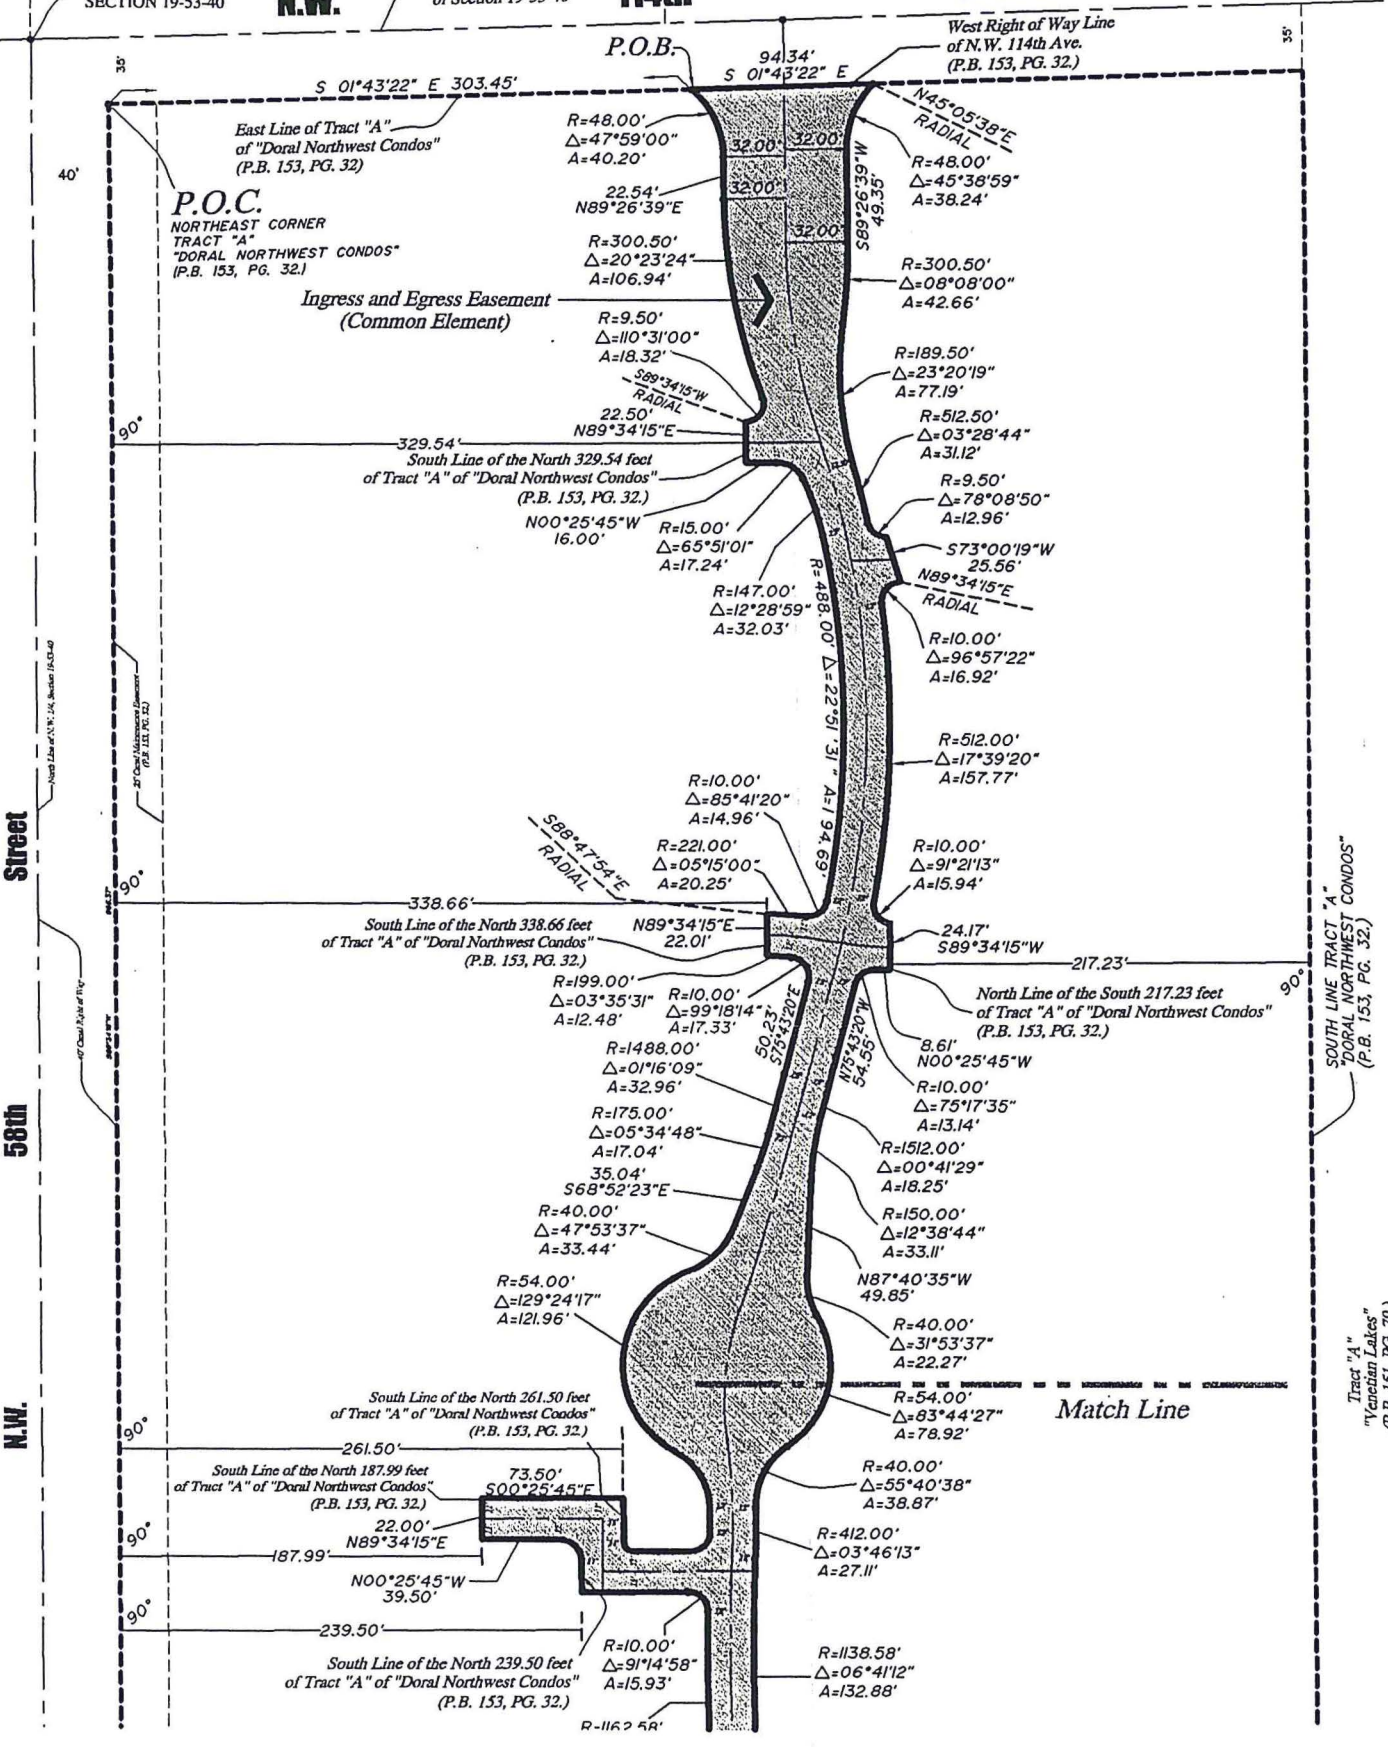 SECTION 19-53-40
N.W.
of Section 19-53-40
114th
P.O.B.
94.34'
S 01°43'22" E
West Right of Way Line
of N.W. 114th Ave.
(P.B. 153, PG. 32.)
35'
35'
S 01°43'22" E 303.45'
East Line of Tract "A"
of "Doral Northwest Condos"
(P.B. 153, PG. 32)
40'
P.O.C.
NORTHEAST CORNER
TRACT "A"
"DORAL NORTHWEST CONDOS"
(P.B. 153, PG. 32.)
R=48.00'
Δ=47°59'00"
A=40.20'
32.00'
32.00'
32.00'
32.00'
S89°26'39"W
49.35'
N45°05'38"E
RADIAL
R=48.00'
Δ=45°38'59"
A=38.24'
22.54'
N89°26'39"E
R=300.50'
Δ=20°23'24"
A=106.94'
R=300.50'
Δ=08°08'00"
A=42.66'
Ingress and Egress Easement
(Common Element)
R=9.50'
Δ=110°31'00"
A=18.32'
S89°34'15"W
RADIAL
R=189.50'
Δ=23°20'19"
A=77.19'
22.50'
N89°34'15"E
R=512.50'
Δ=03°28'44"
A=31.12'
90°
329.54'
South Line of the North 329.54 feet
of Tract "A" of "Doral Northwest Condos"
(P.B. 153, PG. 32.)
N00°25'45"W
16.00'
R=9.50'
Δ=78°08'50"
A=12.96'
R=15.00'
Δ=65°51'01"
A=17.24'
S73°00'19"W
25.56'
N89°34'15"E
RADIAL
R=147.00'
Δ=12°28'59"
A=32.03'
R=488.00' Δ=22°51'31" A=194.69'
R=10.00'
Δ=96°57'22"
A=16.92'
North Line of N.W. 1/4, Section 19-53-40
(P.B. 153, PG. 32.)
R=512.00'
Δ=17°39'20"
A=157.77'
R=10.00'
Δ=85°41'20"
A=14.96'
S88°47'54"E
RADIAL
R=221.00'
Δ=05°15'00"
A=20.25'
R=10.00'
Δ=91°21'13"
A=15.94'
90°
338.66'
South Line of the North 338.66 feet
of Tract "A" of "Doral Northwest Condos"
(P.B. 153, PG. 32.)
N89°34'15"E
22.01'
24.17'
S89°34'15"W
217.23'
90°
North Line of the South 217.23 feet
of Tract "A" of "Doral Northwest Condos"
(P.B. 153, PG. 32.)
SOUTH LINE TRACT "A"
"DORAL NORTHWEST CONDOS"
(P.B. 153, PG. 32.)
Street
58th
N.W.
40' Canal Right of Way
R=199.00'
Δ=03°35'31"
A=12.48'
R=10.00'
Δ=99°18'14"
A=17.33'
50.23'
S75°43'20"E
N75°43'20"W
54.55'
8.61'
N00°25'45"W
R=1488.00'
Δ=01°16'09"
A=32.96'
R=10.00'
Δ=75°17'35"
A=13.14'
R=175.00'
Δ=05°34'48"
A=17.04'
R=1512.00'
Δ=00°41'29"
A=18.25'
35.04'
S68°52'23"E
R=40.00'
Δ=47°53'37"
A=33.44'
R=150.00'
Δ=12°38'44"
A=33.11'
N87°40'35"W
49.85'
R=54.00'
Δ=129°24'17"
A=121.96'
R=40.00'
Δ=31°53'37"
A=22.27'
Match Line
R=54.00'
Δ=83°44'27"
A=78.92'
Tract "A"
"Venetian Lakes"
South Line of the North 261.50 feet
of Tract "A" of "Doral Northwest Condos"
(P.B. 153, PG. 32.)
90°
261.50'
South Line of the North 187.99 feet
of Tract "A" of "Doral Northwest Condos"
(P.B. 153, PG. 32.)
73.50'
S00°25'45"E
R=40.00'
Δ=55°40'38"
A=38.87'
22.00'
N89°34'15"E
90°
187.99'
N00°25'45"W
39.50'
R=412.00'
Δ=03°46'13"
A=27.11'
90°
239.50'
South Line of the North 239.50 feet
of Tract "A" of "Doral Northwest Condos"
(P.B. 153, PG. 32.)
R=10.00'
Δ=91°14'58"
A=15.93'
R=1138.58'
Δ=06°41'12"
A=132.88'
R=1162.58'